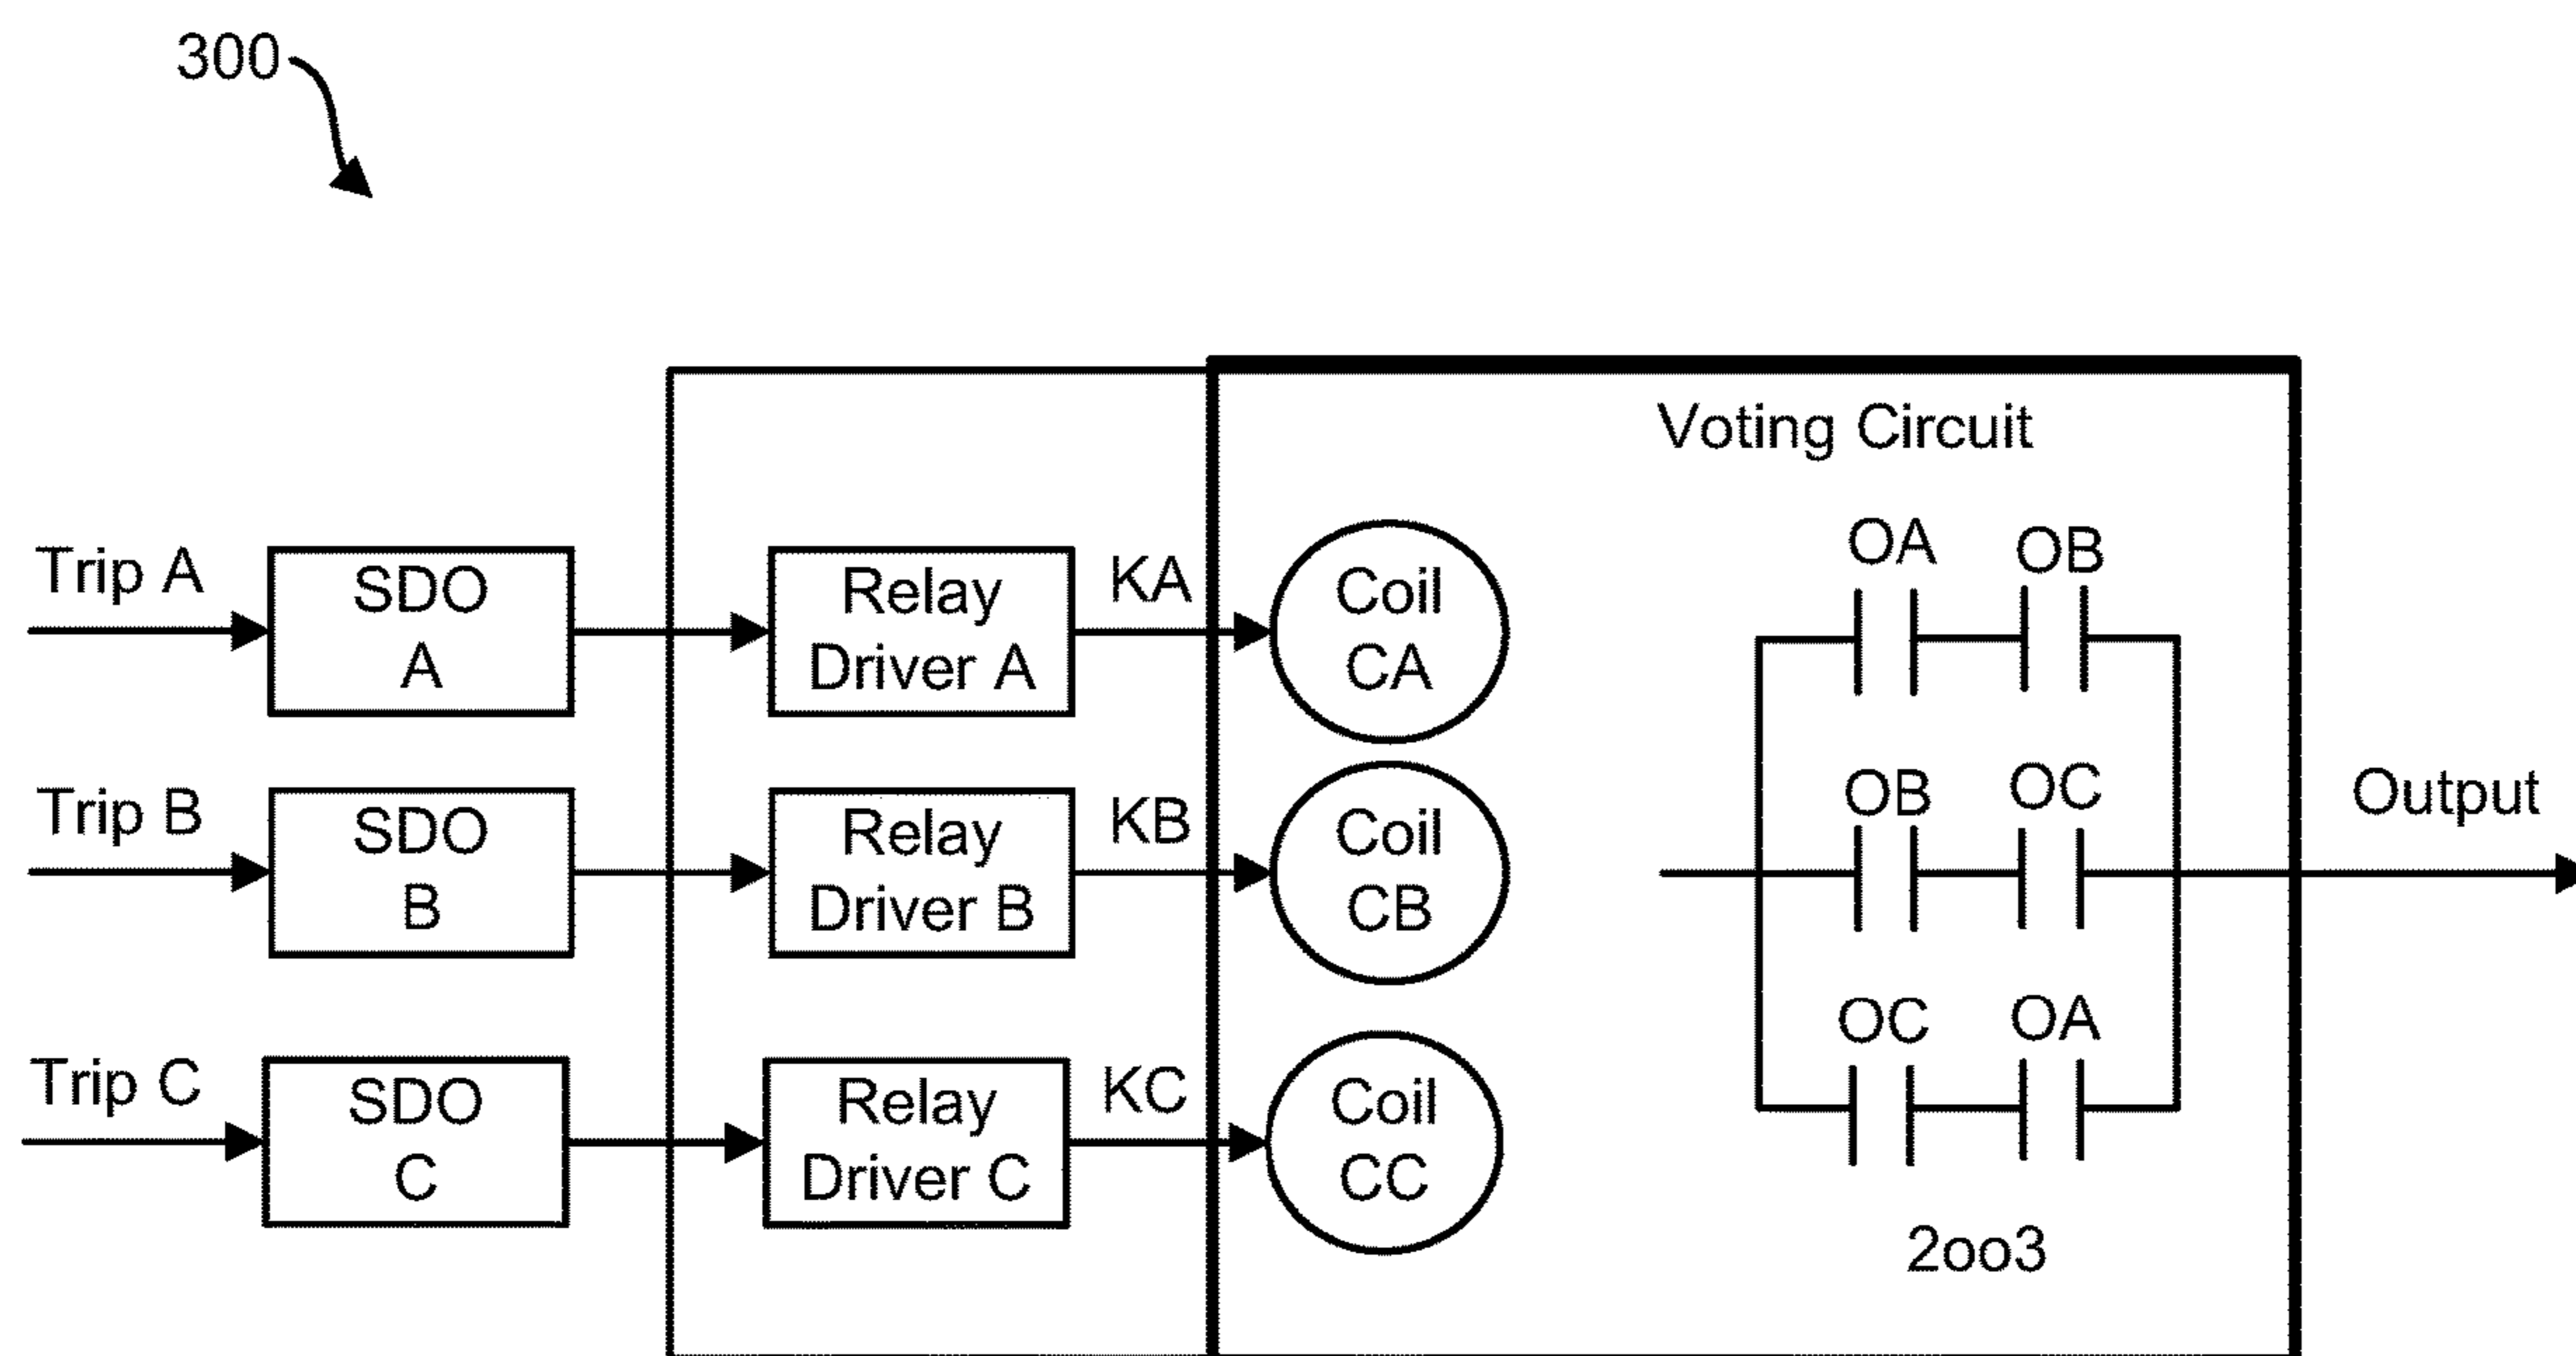 300
Voting Circuit
Trip A
SDO
A
Relay
Driver A
KA
Coil
CA
OA
OB
Trip B
SDO
B
Relay
Driver B
KB
Coil
CB
OB
OC
Output
Trip C
SDO
C
Relay
Driver C
KC
Coil
CC
OC
OA
2oo3